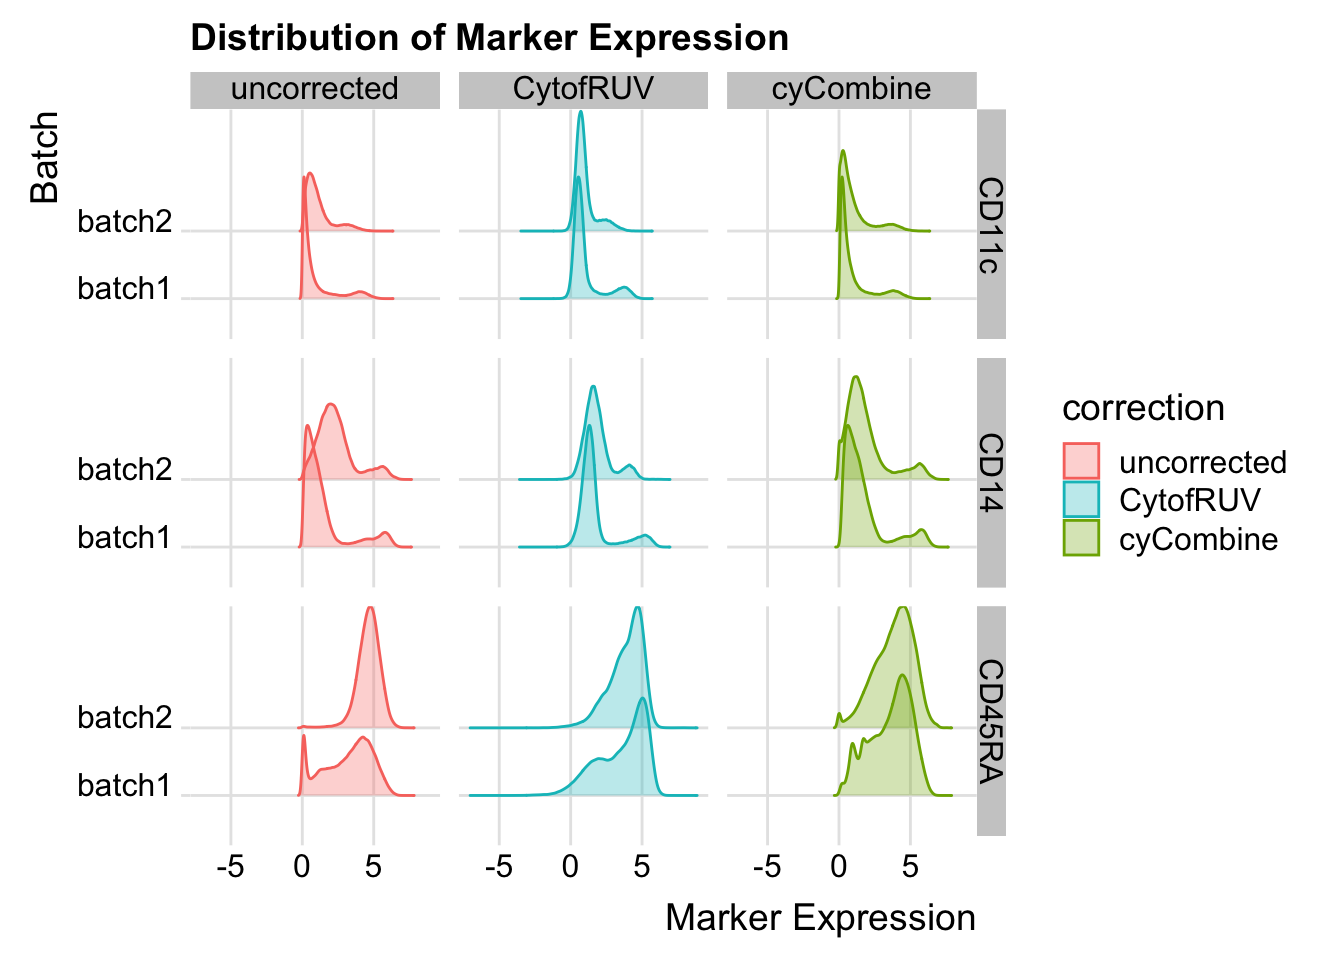 Distribution of Marker Expression
uncorrected CytofRUV cyCombine
Batch
batch2
batch1
CD11c
batch2
batch1
CD14
batch2
batch1
CD45RA
-5 0 5 -5 0 5 -5 0 5
Marker Expression
correction
uncorrected
CytofRUV
cyCombine